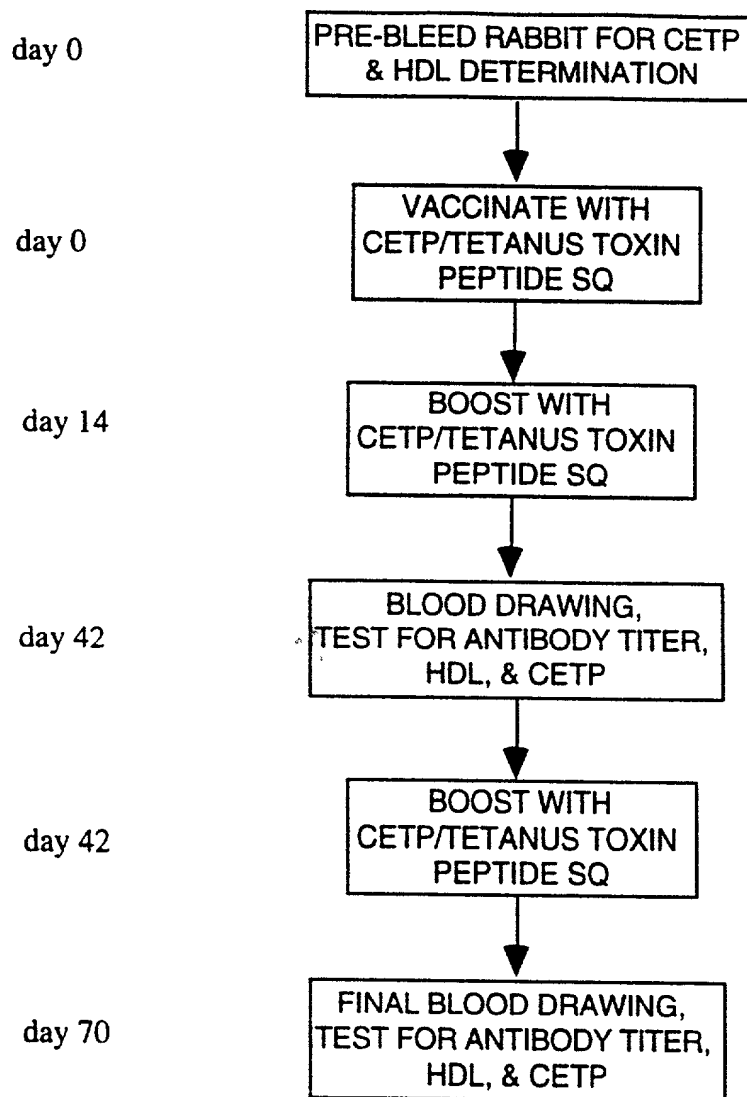 day 0
PRE-BLEED RABBIT FOR CETP
& HDL DETERMINATION
day 0
VACCINATE WITH
CETP/TETANUS TOXIN
PEPTIDE SQ
day 14
BOOST WITH
CETP/TETANUS TOXIN
PEPTIDE SQ
day 42
BLOOD DRAWING,
TEST FOR ANTIBODY TITER,
HDL, & CETP
day 42
BOOST WITH
CETP/TETANUS TOXIN
PEPTIDE SQ
day 70
FINAL BLOOD DRAWING,
TEST FOR ANTIBODY TITER,
HDL, & CETP